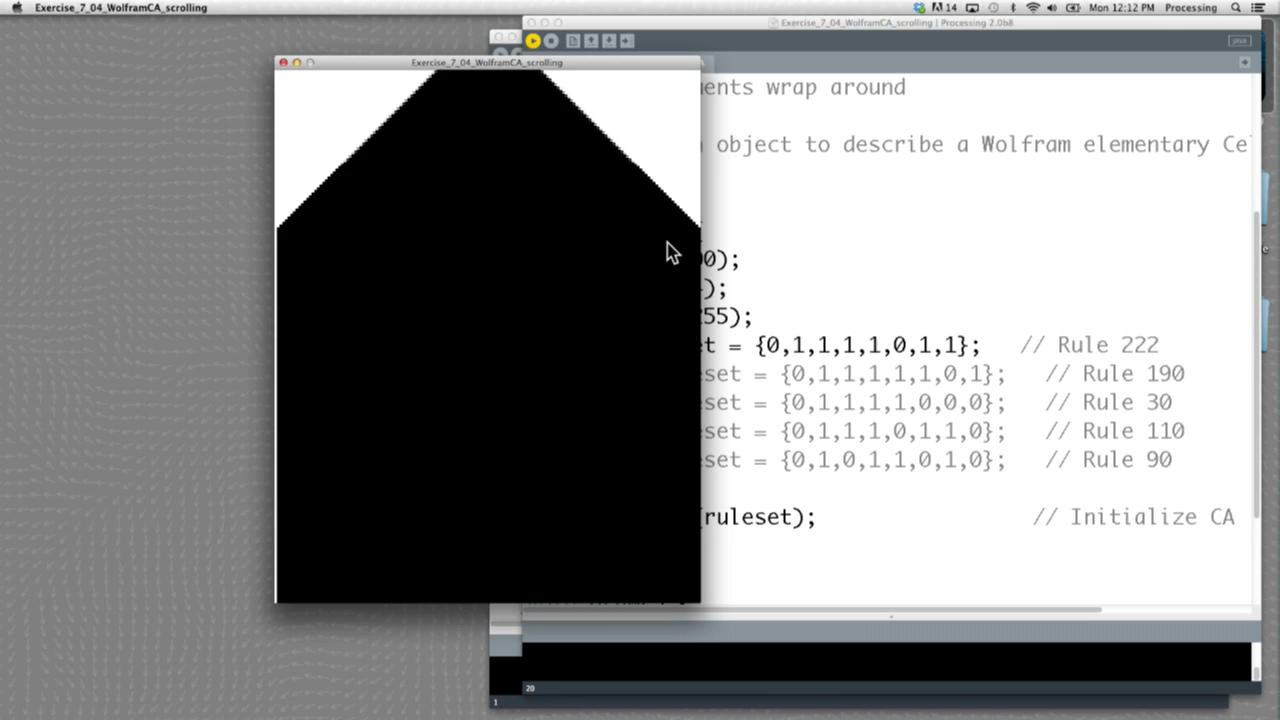 Exercise_7_04_WolframCA_scrolling
14
Mon 12:12 PM Processing
Exercise_7_04_WolframCA_scrolling | Processing 2.0b8
java
Exercise_7_04_WolframCA_scrolling
ents wrap around
object to describe a Wolfram elementary Ce
0);
);
55);
t = {0,1,1,1,1,0,1,1}; // Rule 222
set = {0,1,1,1,1,1,0,1}; // Rule 190
set = {0,1,1,1,1,0,0,0}; // Rule 30
set = {0,1,1,1,0,1,1,0}; // Rule 110
set = {0,1,0,1,1,0,1,0}; // Rule 90
(ruleset); // Initialize CA
20
1